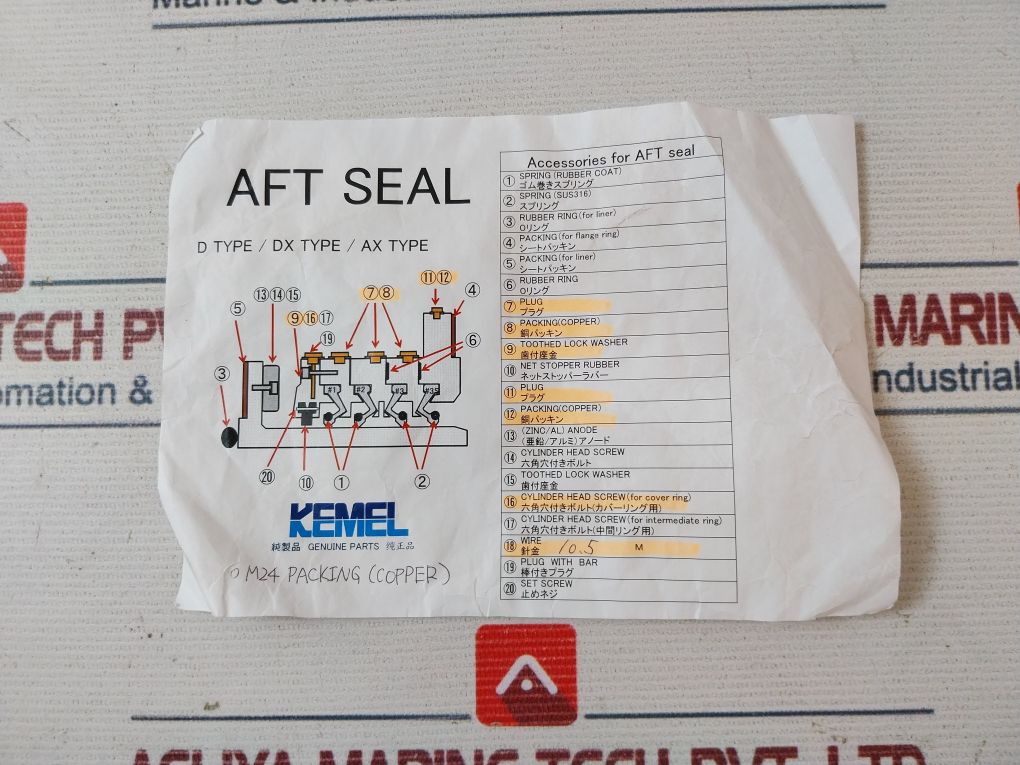 Marine & Indus
AFT SEAL
D TYPE / DX TYPE / AX TYPE
⑪⑫
⑬⑭⑮
⑦⑧
④
⑤
⑨⑯⑰
⑲
⑥
③
#1
#2
#3
#3S
⑳
⑩
①
②
KEMEL
純製品 GENUINE PARTS 纯正品
○ M24 PACKING (COPPER)
Accessories for AFT seal
① SPRING (RUBBER COAT)
ゴム巻きスプリング
② SPRING (SUS316)
スプリング
③ RUBBER RING(for liner)
Oリング
④ PACKING(for flange ring)
シートパッキン
⑤ PACKING(for liner)
シートパッキン
⑥ RUBBER RING
Oリング
⑦ PLUG
プラグ
⑧ PACKING(COPPER)
銅パッキン
⑨ TOOTHED LOCK WASHER
歯付座金
⑩ NET STOPPER RUBBER
ネットストッパーラバー
⑪ PLUG
プラグ
⑫ PACKING(COPPER)
銅パッキン
⑬ (ZINC/AL) ANODE
(亜鉛/アルミ)アノード
⑭ CYLINDER HEAD SCREW
六角穴付きボルト
⑮ TOOTHED LOCK WASHER
歯付座金
⑯ CYLINDER HEAD SCREW(for cover ring)
六角穴付きボルト(カバーリング用)
⑰ CYLINDER HEAD SCREW(for intermediate ring)
六角穴付きボルト(中間リング用)
⑱ WIRE
針金 10.5 M
⑲ PLUG WITH BAR
棒付きプラグ
⑳ SET SCREW
止めネジ
TECH PV
MARIN
omation &
ndustrial